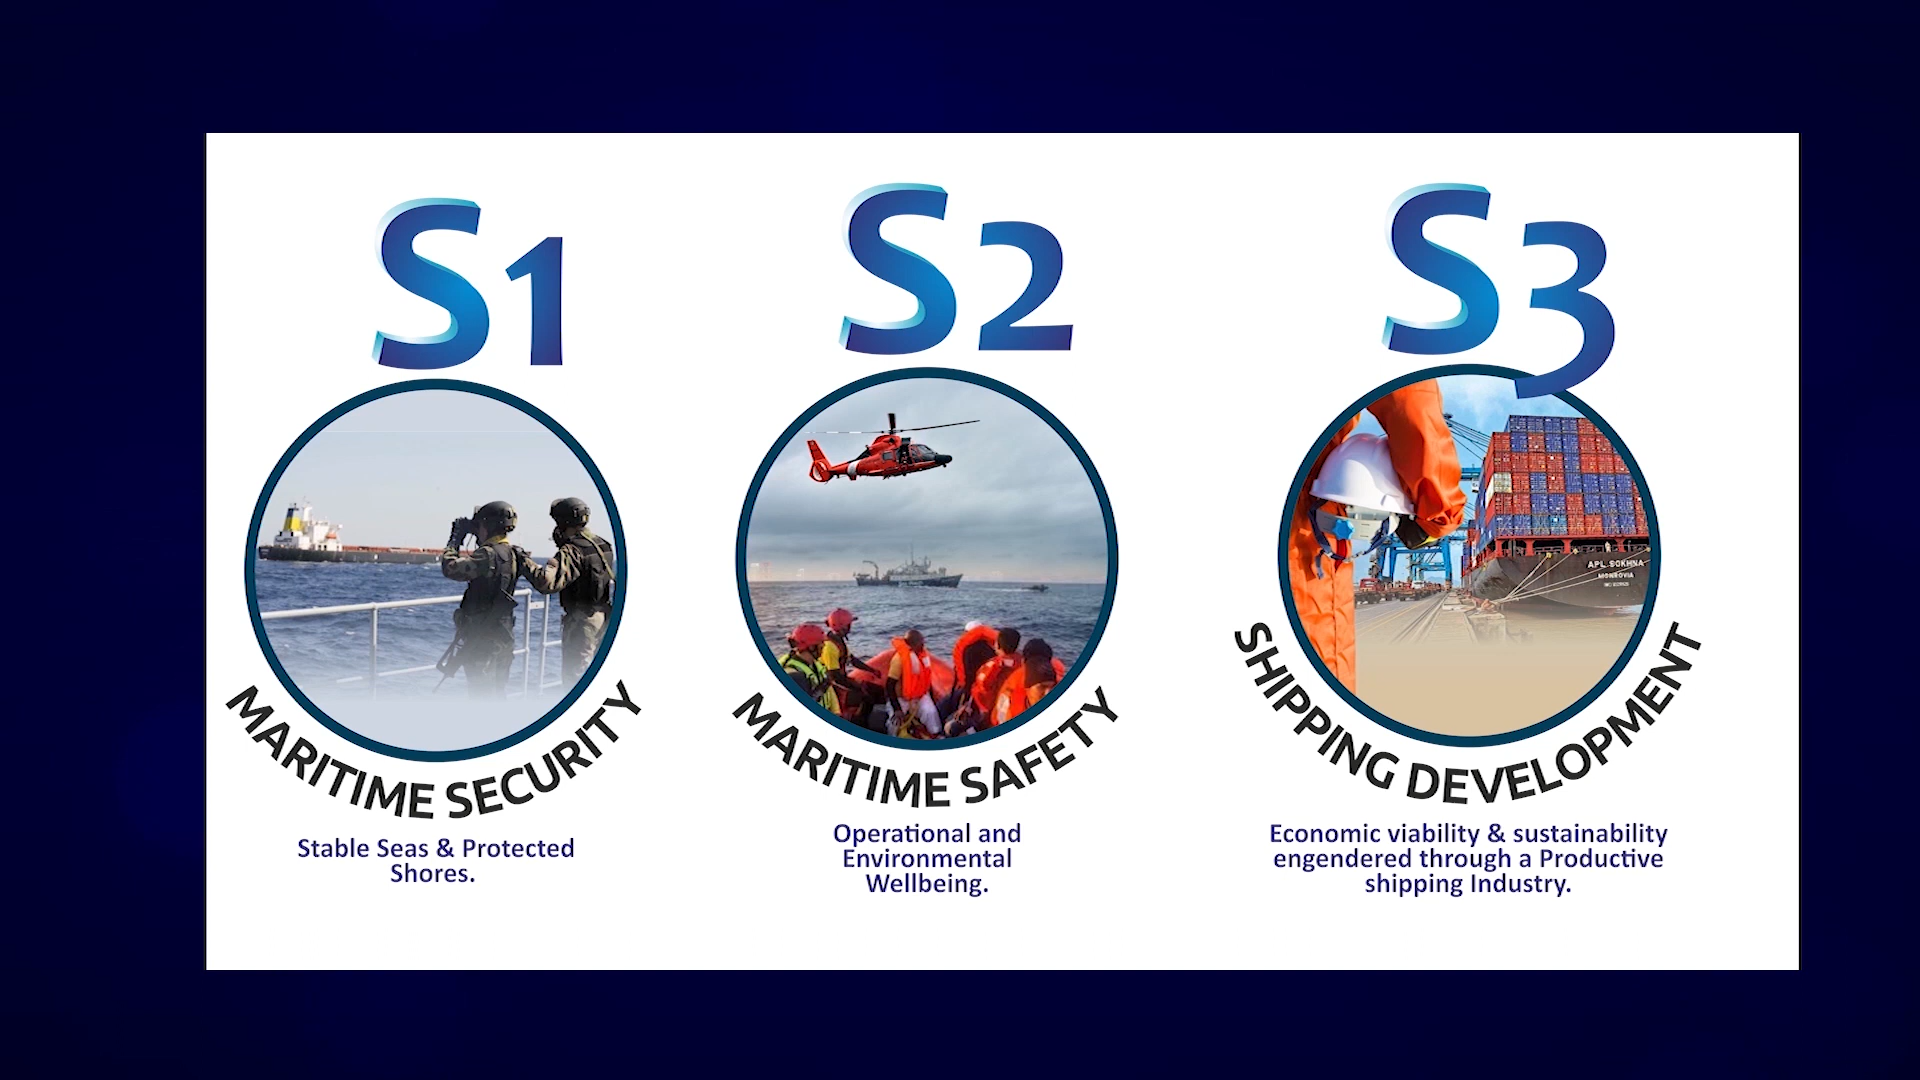 S1
MARITIME SECURITY
Stable Seas & Protected
Shores.
S2
MARITIME SAFETY
Operational and
Environmental
Wellbeing.
S3
APL SOKHNA
MONROVIA
SHIPPING DEVELOPMENT
Economic viability & sustainability
engendered through a Productive
shipping Industry.